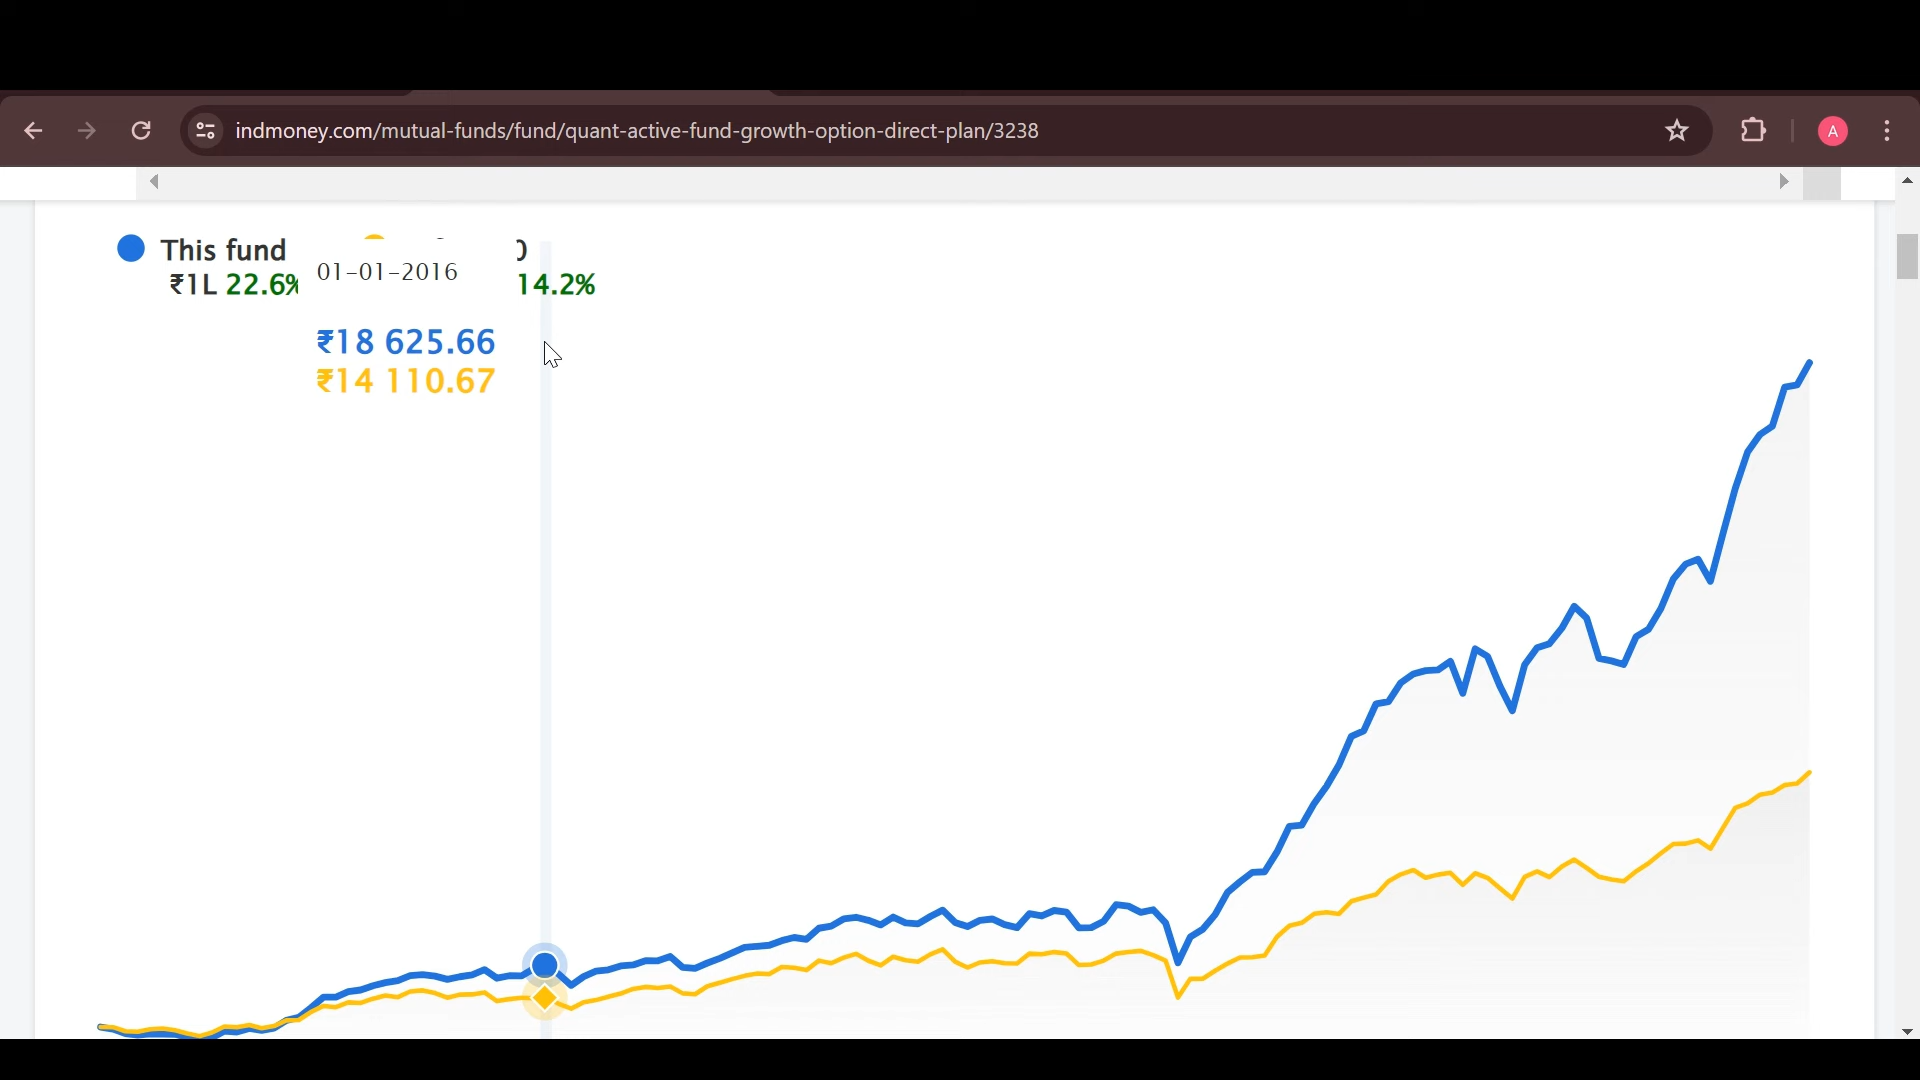 indmoney.com/mutual-funds/fund/quant-active-fund-growth-option-direct-plan/3238
A
This fund
₹1L 22.6%
14.2%
01-01-2016
₹18 625.66
₹14 110.67